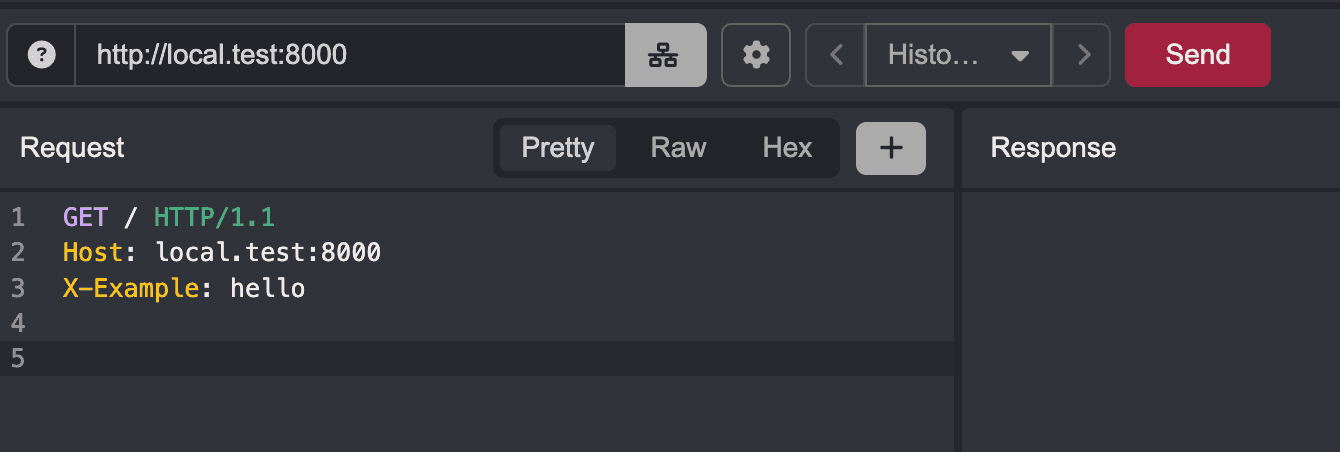 ?
http://local.test:8000
Histo...
Send
Request
Pretty
Raw
Hex
+
Response
1 GET / HTTP/1.1
2 Host: local.test:8000
3 X-Example: hello
4
5